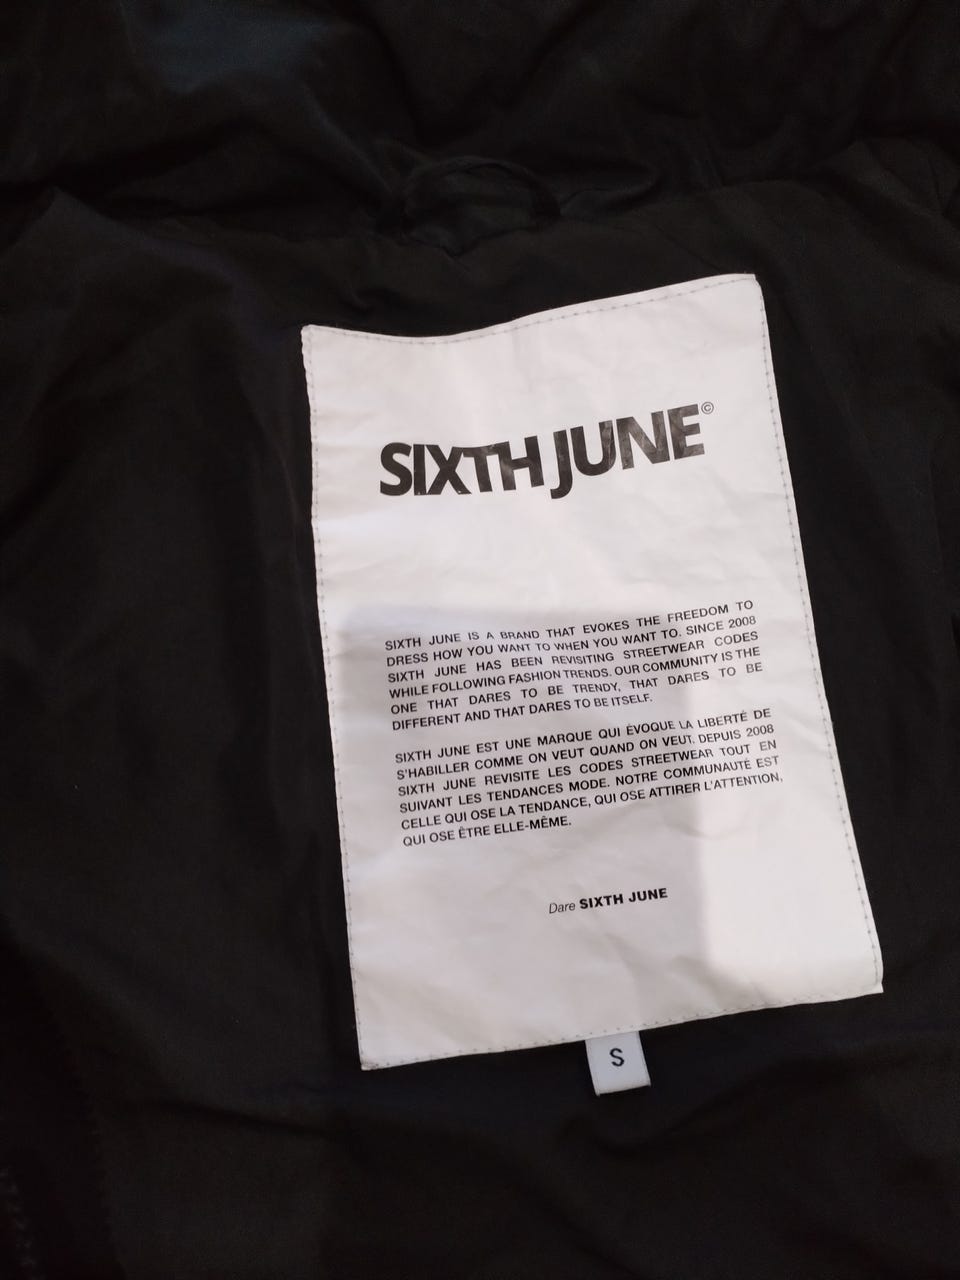 SIXTH JUNE©
SIXTH JUNE IS A BRAND THAT EVOKES THE FREEDOM TO
DRESS HOW YOU WANT TO WHEN YOU WANT TO. SINCE 2008
SIXTH JUNE HAS BEEN REVISITING STREETWEAR CODES
WHILE FOLLOWING FASHION TRENDS. OUR COMMUNITY IS THE
ONE THAT DARES TO BE TRENDY, THAT DARES TO BE
DIFFERENT AND THAT DARES TO BE ITSELF.
SIXTH JUNE EST UNE MARQUE QUI ÉVOQUE LA LIBERTÉ DE
S'HABILLER COMME ON VEUT QUAND ON VEUT. DEPUIS 2008
SIXTH JUNE REVISITE LES CODES STREETWEAR TOUT EN
SUIVANT LES TENDANCES MODE. NOTRE COMMUNAUTÉ EST
CELLE QUI OSE LA TENDANCE, QUI OSE ATTIRER L'ATTENTION,
QUI OSE ÊTRE ELLE-MÊME.
Dare SIXTH JUNE
S